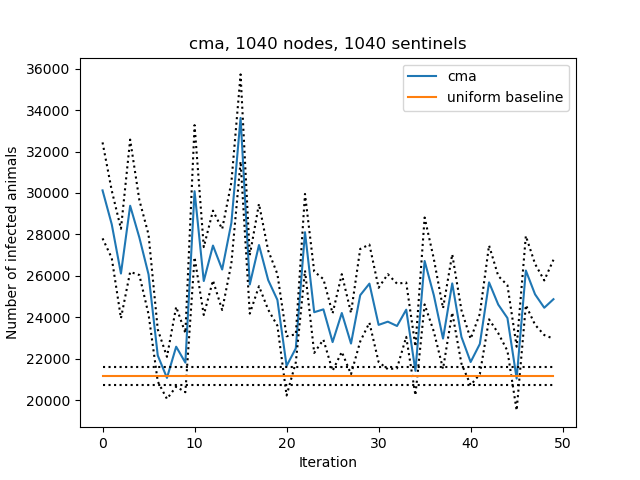 cma, 1040 nodes, 1040 sentinels
cma
uniform baseline
36000
34000
32000
30000
28000
26000
24000
22000
20000
Number of infected animals
0 10 20 30 40 50
Iteration